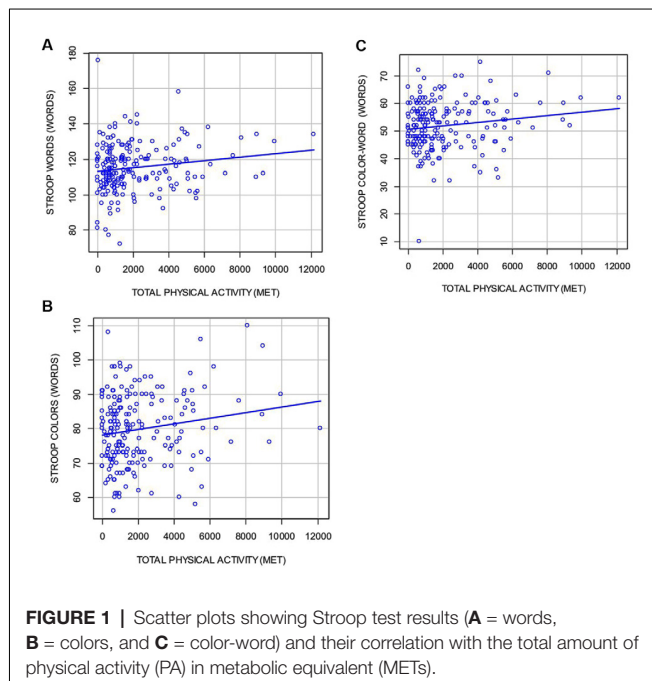 A
STROOP WORDS (WORDS)
180
160
140
120
100
80
0 2000 4000 6000 8000 10000 12000
TOTAL PHYSICAL ACTIVITY (MET)
C
STROOP COLOR-WORD (WORDS)
70
60
50
40
30
20
10
0 2000 4000 6000 8000 10000 12000
TOTAL PHYSICAL ACTIVITY (MET)
B
STROOP COLORS (WORDS)
110
100
90
80
70
60
0 2000 4000 6000 8000 10000 12000
TOTAL PHYSICAL ACTIVITY (MET)
FIGURE 1 | Scatter plots showing Stroop test results (A = words,
B = colors, and C = color-word) and their correlation with the total amount of
physical activity (PA) in metabolic equivalent (METs).